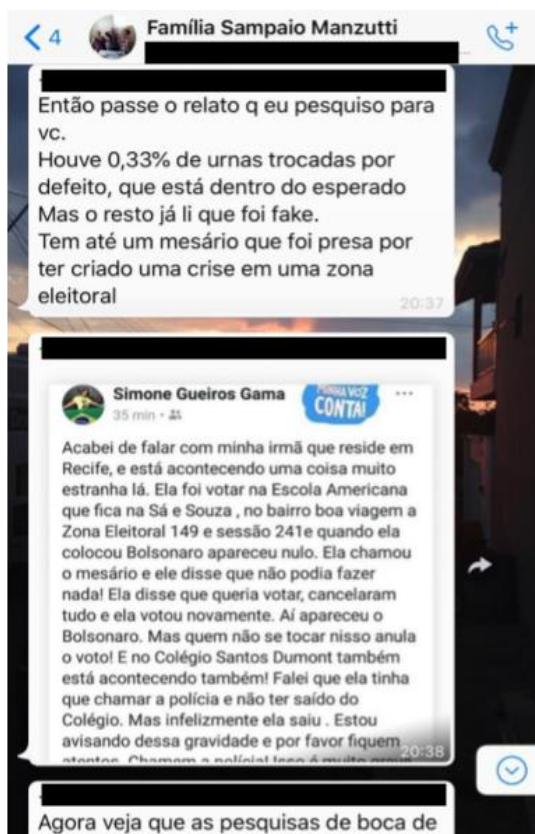 4
Família Sampaio Manzutti
Então passe o relato q eu pesquiso para
vc.
Houve 0,33% de urnas trocadas por
defeito, que está dentro do esperado
Mas o resto já li que foi fake.
Tem até um mesário que foi presa por
ter criado uma crise em uma zona
eleitoral
20:37
Simone Gueiros Gama
MINHA VOZ
CONTA!
35 min
Acabei de falar com minha irmã que reside em
Recife, e está acontecendo uma coisa muito
estranha lá. Ela foi votar na Escola Americana
que fica na Sá e Souza , no bairro boa viagem a
Zona Eleitoral 149 e sessão 241e quando ela
colocou Bolsonaro apareceu nulo. Ela chamou
o mesário e ele disse que não podia fazer
nada! Ela disse que queria votar, cancelaram
tudo e ela votou novamente. Aí apareceu o
Bolsonaro. Mas quem não se tocar nisso anula
o voto! E no Colégio Santos Dumont também
está acontecendo também! Falei que ela tinha
que chamar a polícia e não ter saído do
Colégio. Mas infelizmente ela saiu . Estou
avisando dessa gravidade e por favor fiquem
atentos. Chamem a polícia! Isso é muito grave
20:38
Agora veja que as pesquisas de boca de